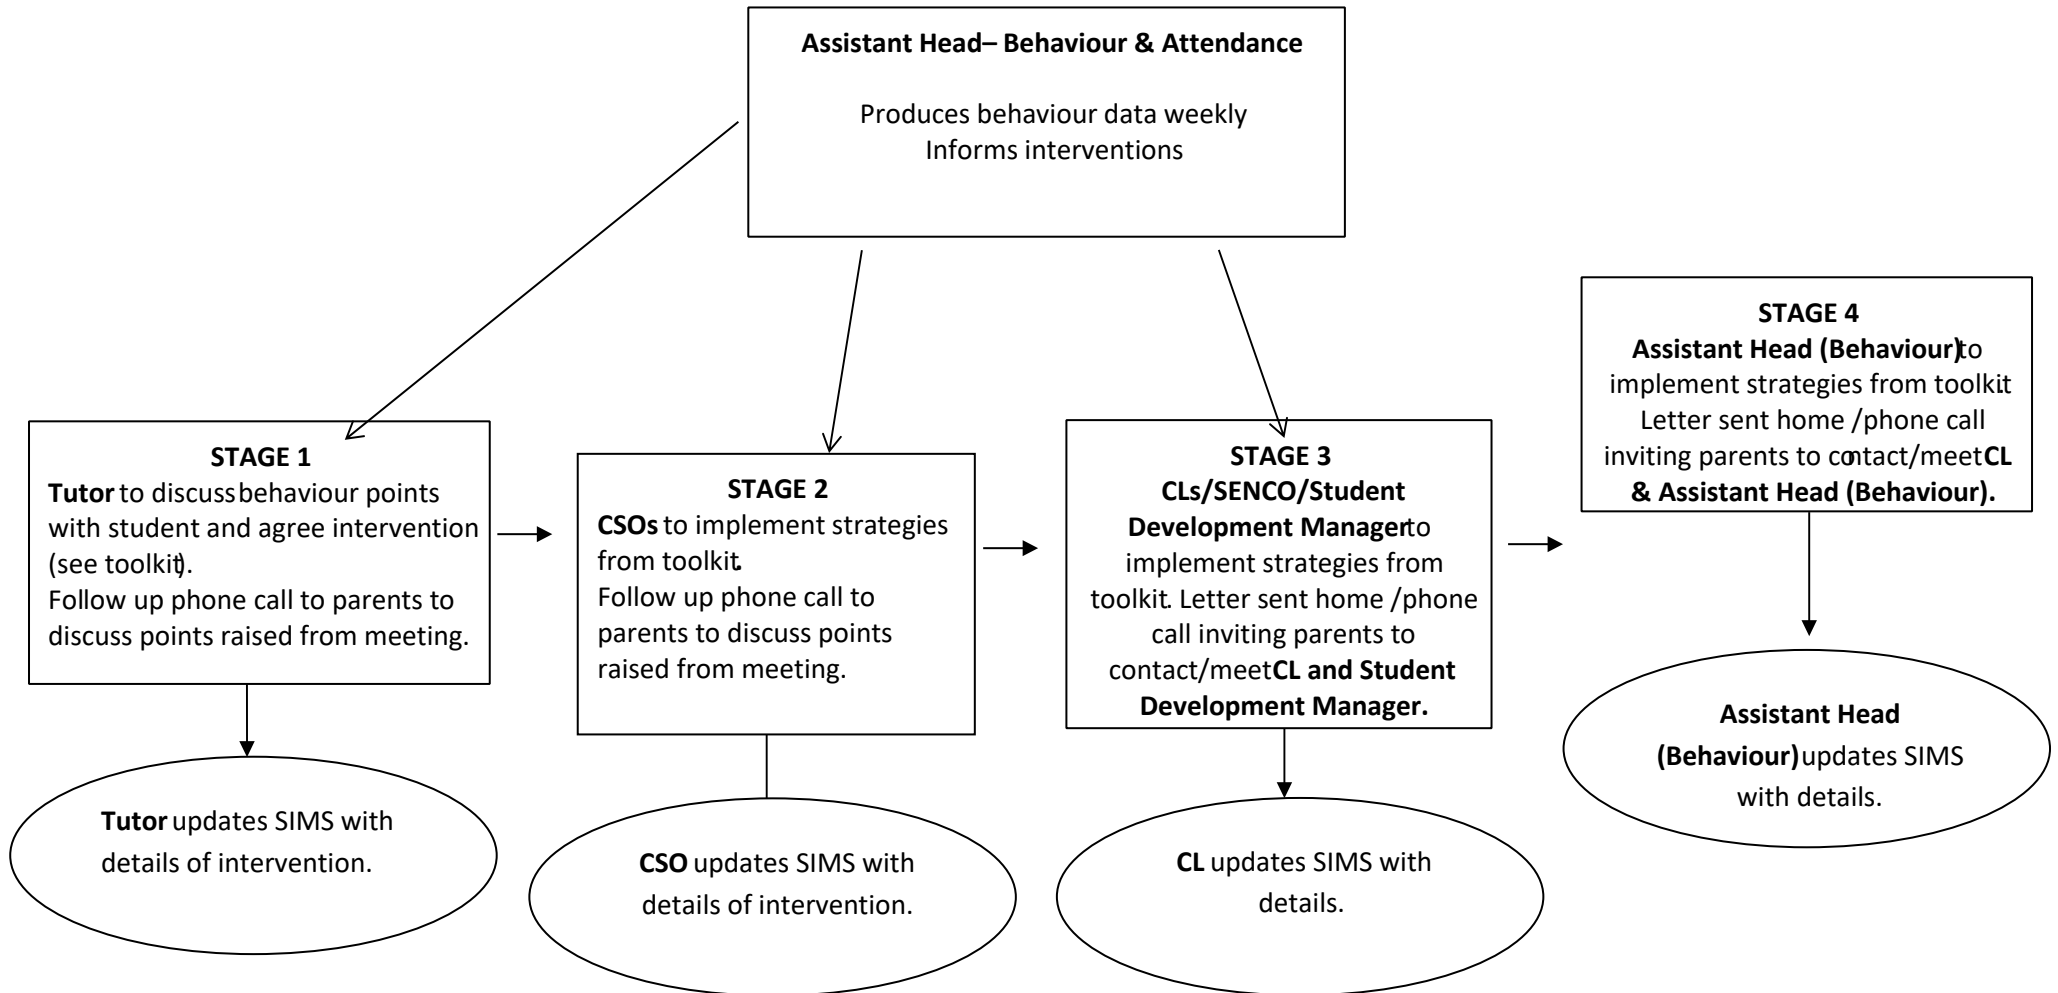 Assistant Head– Behaviour & Attendance
Produces behaviour data weekly
Informs interventions
STAGE 1
Tutor to discuss behaviour points
with student and agree intervention
(see toolkit).
Follow up phone call to parents to
discuss points raised from meeting.
STAGE 2
CSOs to implement strategies
from toolkit.
Follow up phone call to
parents to discuss points
raised from meeting.
STAGE 3
CLs/SENCO/Student
Development Manager to
implement strategies from
toolkit. Letter sent home /phone
call inviting parents to
contact/meet CL and Student
Development Manager.
STAGE 4
Assistant Head (Behaviour) to
implement strategies from toolkit
Letter sent home /phone call
inviting parents to contact/meet CL
& Assistant Head (Behaviour).
Tutor updates SIMS with
details of intervention.
CSO updates SIMS with
details of intervention.
CL updates SIMS with
details.
Assistant Head
(Behaviour) updates SIMS
with details.